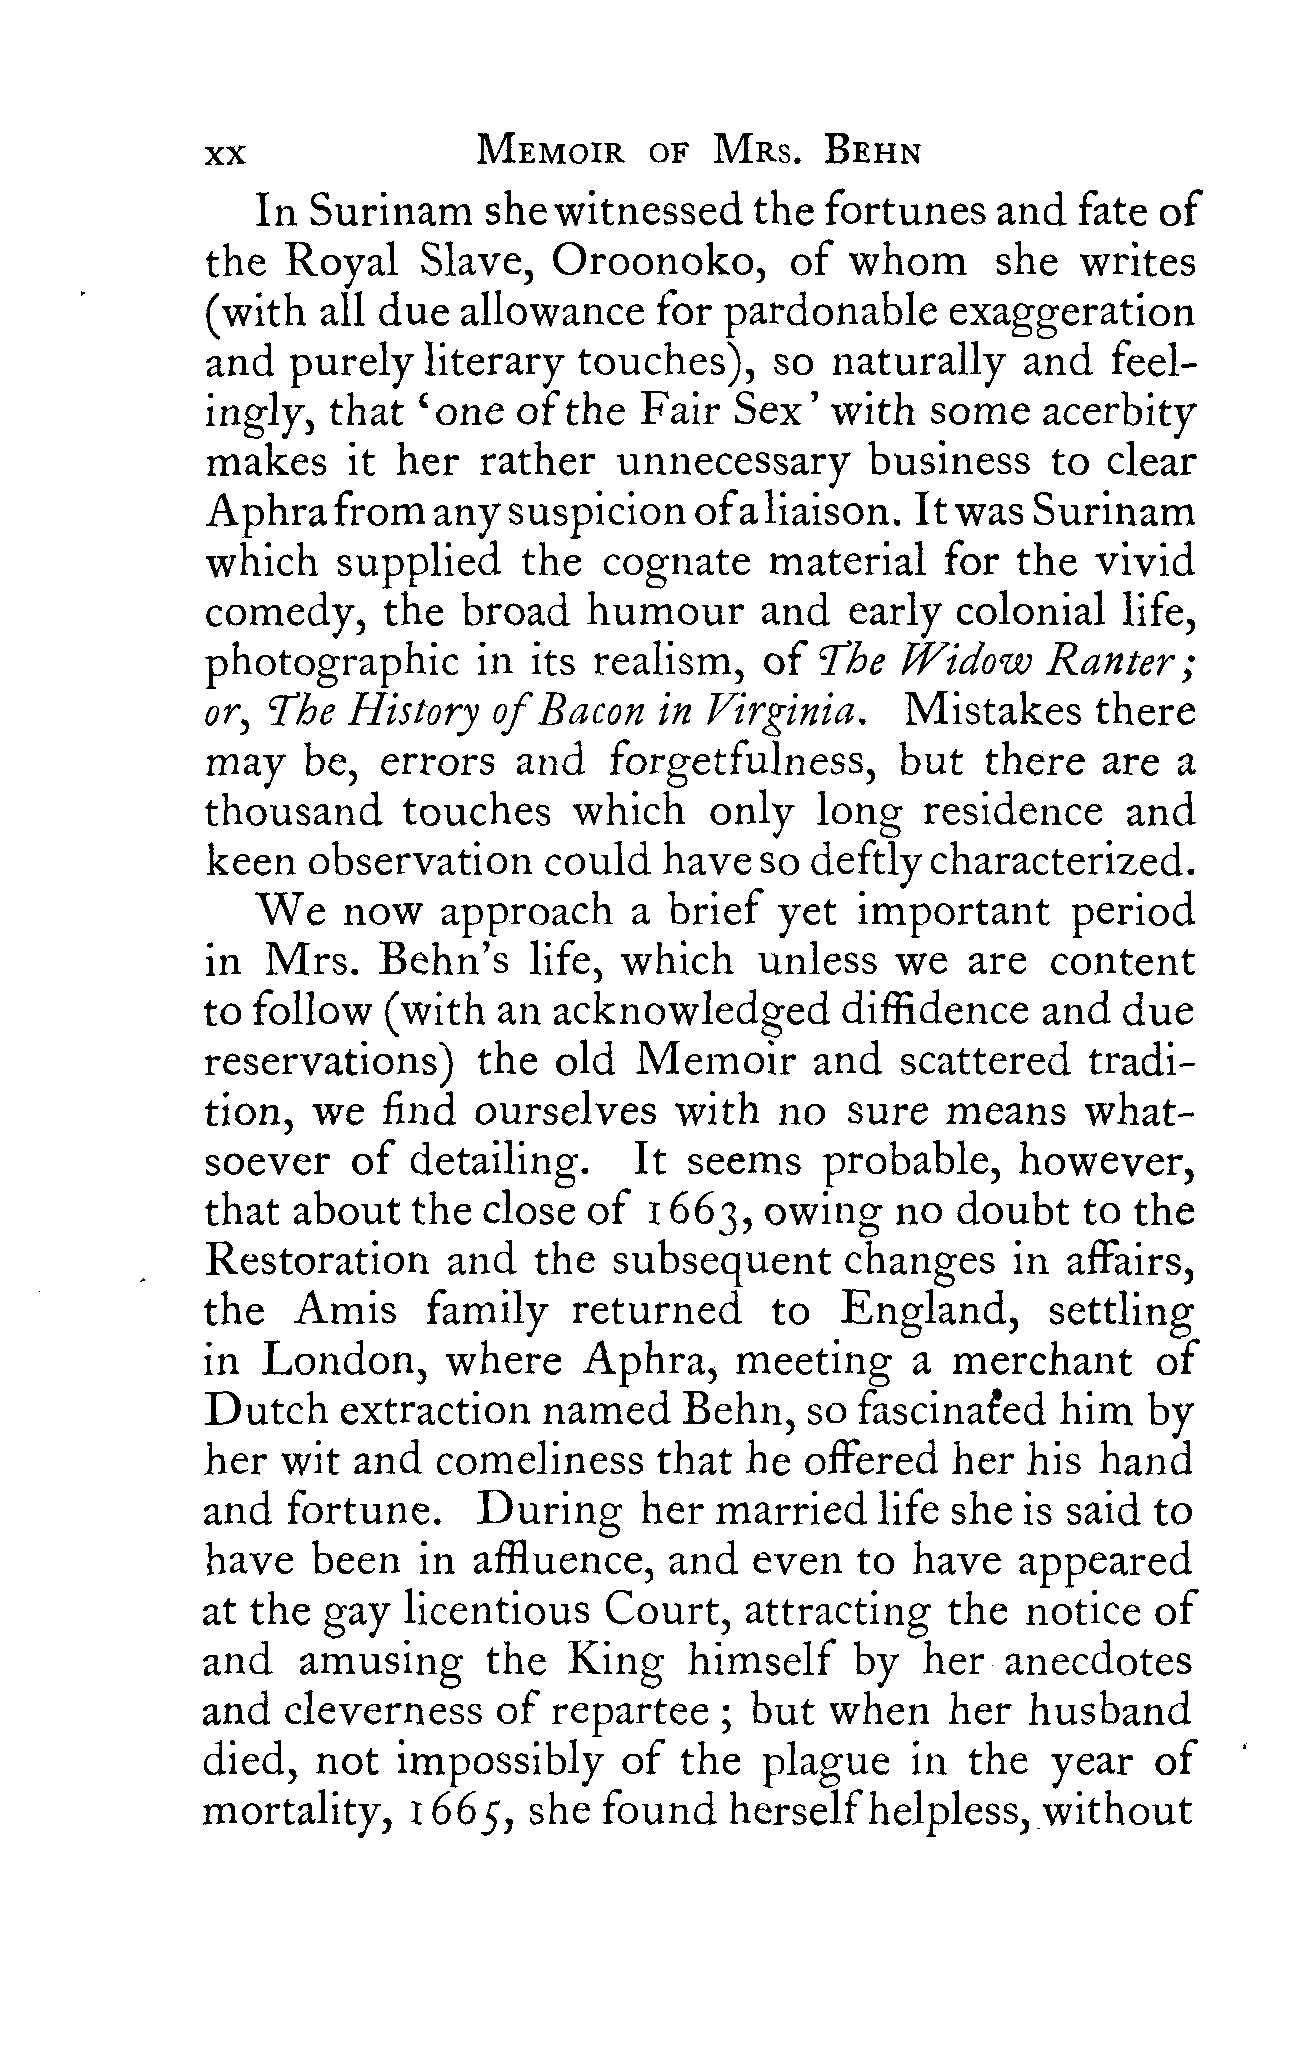 xx MEMOIR OF MRS. BEHN
In Surinam she witnessed the fortunes and fate of
the Royal Slave, Oroonoko, of whom she writes
(with all due allowance for pardonable exaggeration
and purely literary touches), so naturally and feel-
ingly, that ‘one of the Fair Sex’ with some acerbity
makes it her rather unnecessary business to clear
Aphra from any suspicion of a liaison. It was Surinam
which supplied the cognate material for the vivid
comedy, the broad humour and early colonial life,
photographic in its realism, of The Widow Ranter;
or, The History of Bacon in Virginia. Mistakes there
may be, errors and forgetfulness, but there are a
thousand touches which only long residence and
keen observation could have so deftly characterized.
We now approach a brief yet important period
in Mrs. Behn’s life, which unless we are content
to follow (with an acknowledged diffidence and due
reservations) the old Memoir and scattered tradi-
tion, we find ourselves with no sure means what-
soever of detailing. It seems probable, however,
that about the close of 1663, owing no doubt to the
Restoration and the subsequent changes in affairs,
the Amis family returned to England, settling
in London, where Aphra, meeting a merchant of
Dutch extraction named Behn, so fascinated him by
her wit and comeliness that he offered her his hand
and fortune. During her married life she is said to
have been in affluence, and even to have appeared
at the gay licentious Court, attracting the notice of
and amusing the King himself by her anecdotes
and cleverness of repartee; but when her husband
died, not impossibly of the plague in the year of
mortality, 1665, she found herself helpless, without